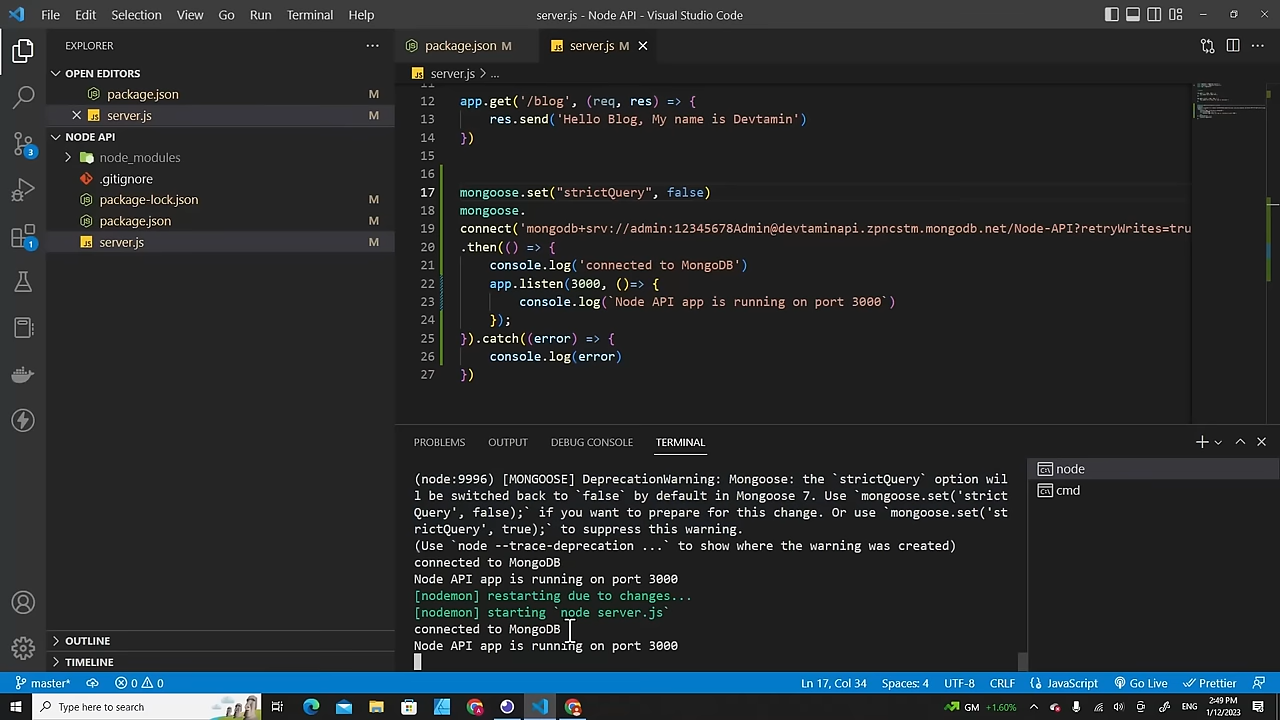 File Edit Selection View Go Run Terminal Help
server.js - Node API - Visual Studio Code
EXPLORER
OPEN EDITORS
package.json M
server.js M
NODE API
node_modules
.gitignore
package-lock.json M
package.json M
server.js M
OUTLINE
TIMELINE
3
1
package.json M
server.js M
server.js > ...
11
12 app.get('/blog', (req, res) => {
13 res.send('Hello Blog, My name is Devtamin')
14 })
15
16
17 mongoose.set("strictQuery", false)
18 mongoose.
19 connect('mongodb+srv://admin:12345678Admin@devtaminapi.zpncstm.mongodb.net/Node-API?retryWrites=tru
20 .then(() => {
21 console.log('connected to MongoDB')
22 app.listen(3000, ()=> {
23 console.log(`Node API app is running on port 3000`)
24 });
25 }).catch((error) => {
26 console.log(error)
27 })
PROBLEMS OUTPUT DEBUG CONSOLE TERMINAL
(node:9996) [MONGOOSE] DeprecationWarning: Mongoose: the `strictQuery` option wil
l be switched back to `false` by default in Mongoose 7. Use `mongoose.set('strict
Query', false);` if you want to prepare for this change. Or use `mongoose.set('st
rictQuery', true);` to suppress this warning.
(Use `node --trace-deprecation ...` to show where the warning was created)
connected to MongoDB
Node API app is running on port 3000
[nodemon] restarting due to changes...
[nodemon] starting `node server.js`
connected to MongoDB
Node API app is running on port 3000
node
cmd
master* 0 0 Ln 17, Col 34 Spaces: 4 UTF-8 CRLF JavaScript Go Live Prettier
Type here to search
GM +1.60% ENG 2:49 PM
1/12/2023